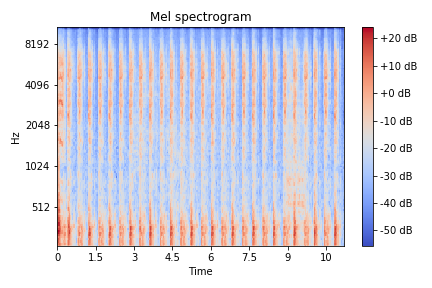 Mel spectrogram
Hz
8192
4096
2048
1024
512
0 1.5 3 4.5 6 7.5 9 10
Time
+20 dB
+10 dB
+0 dB
-10 dB
-20 dB
-30 dB
-40 dB
-50 dB